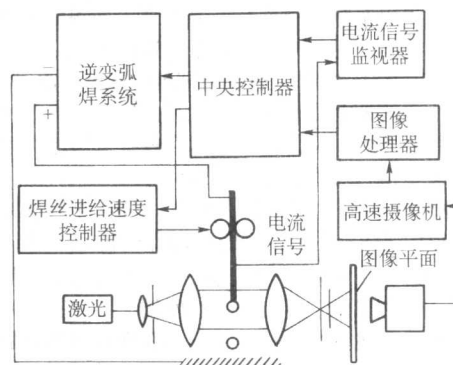 逆变弧
焊系统
−
+
中央控制器
电流信号
监视器
图像
处理器
高速摄像机
焊丝进给速度
控制器
电流
信号
图像平面
激光